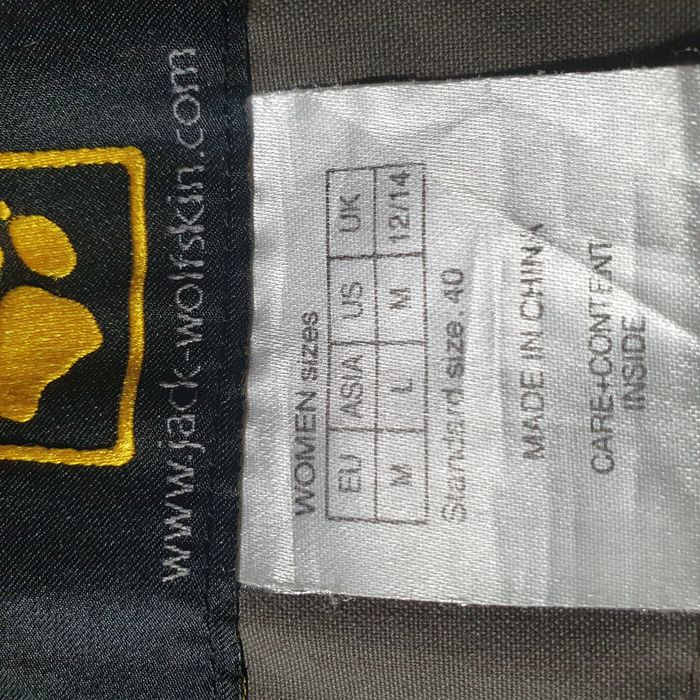 www.jack-wolfskin.com
WOMEN sizes
EU ASIA US UK
M L M 12/14
Standard size.40
MADE IN CHINA
CARE+CONTENT
INSIDE